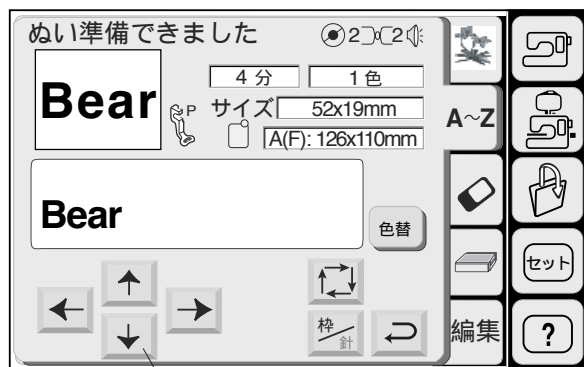 ぬい準備できました 2 2
4 分 1 色
Bear P サイズ 52x19mm
A(F): 126x110mm
A~Z
Bear
色替
セット
枠/針
編集
?